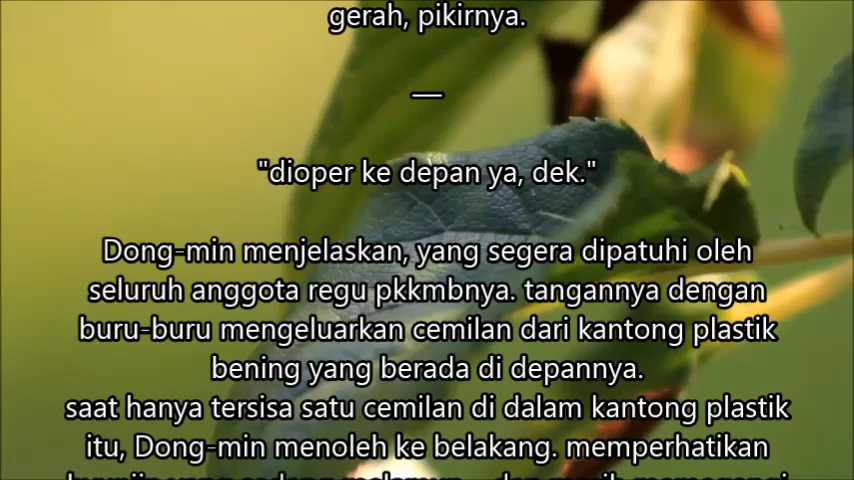 gerah, pikirnya.
—
"dioper ke depan ya, dek."
Dong-min menjelaskan, yang segera dipatuhi oleh
seluruh anggota regu pkkmbnya. tangannya dengan
buru-buru mengeluarkan cemilan dari kantong plastik
bening yang berada di depannya.
saat hanya tersisa satu cemilan di dalam kantong plastik
itu, Dong-min menoleh ke belakang. memperhatikan